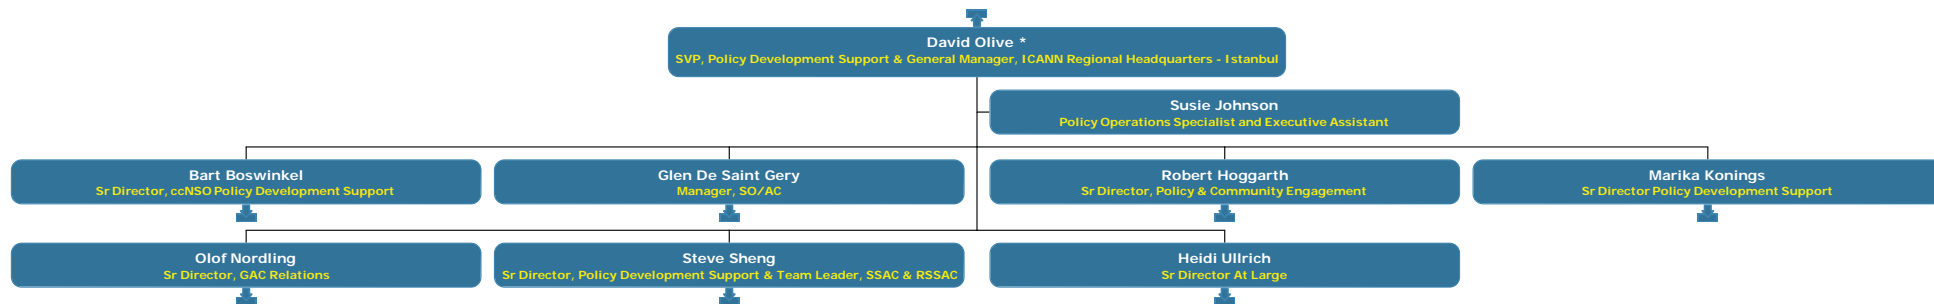 David Olive *
SVP, Policy Development Support & General Manager, ICANN Regional Headquarters - Istanbul
Susie Johnson
Policy Operations Specialist and Executive Assistant
Bart Boswinkel
Sr Director, ccNSO Policy Development Support
Glen De Saint Gery
Manager, SO/AC
Robert Hoggarth
Sr Director, Policy & Community Engagement
Marika Konings
Sr Director Policy Development Support
Olof Nordling
Sr Director, GAC Relations
Steve Sheng
Sr Director, Policy Development Support & Team Leader, SSAC & RSSAC
Heidi Ullrich
Sr Director At Large